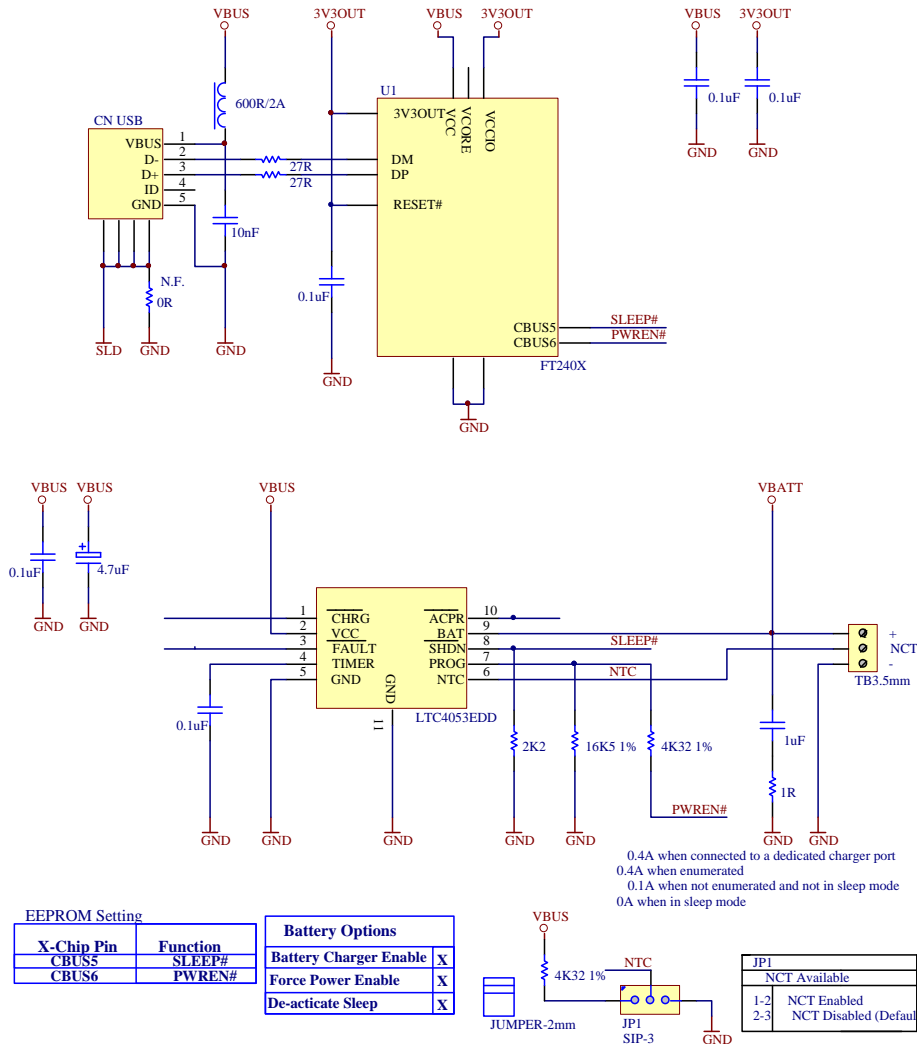 VBUS 3V3OUT VBUS 3V3OUT VBUS 3V3OUT
600R/2A
U1
0.1uF 0.1uF
3V3OUT
VCC
VCORE
VCCIO
CN USB
VBUS 1
D- 2
D+ 3
ID 4
GND 5
27R
27R
DM
DP
RESET#
GND GND
10nF
N.F.
0R
0.1uF
SLD GND GND
GND
CBUS5 SLEEP#
CBUS6 PWREN#
FT240X
GND
VBUS VBUS VBUS VBATT
+
0.1uF 4.7uF
GND GND
1 CHRG
2 VCC
3 FAULT
4 TIMER
5 GND
GND
11
ACPR 10
BAT 9
SHDN 8 SLEEP#
PROG 7
NTC 6 NTC
LTC4053EDD
+
NCT
-
TB3.5mm
0.1uF
2K2 16K5 1% 4K32 1% 1uF
1R
PWREN#
GND GND GND GND GND GND GND
0.4A when connected to a dedicated charger port
0.4A when enumerated
0.1A when not enumerated and not in sleep mode
0A when in sleep mode
EEPROM Setting
X-Chip Pin Function
CBUS5 SLEEP#
CBUS6 PWREN#
Battery Options
Battery Charger Enable X
Force Power Enable X
De-acticate Sleep X
VBUS
4K32 1%
NTC
JUMPER-2mm
JP1
SIP-3
GND
JP1
NCT Available
1-2 NCT Enabled
2-3 NCT Disabled (Defaul